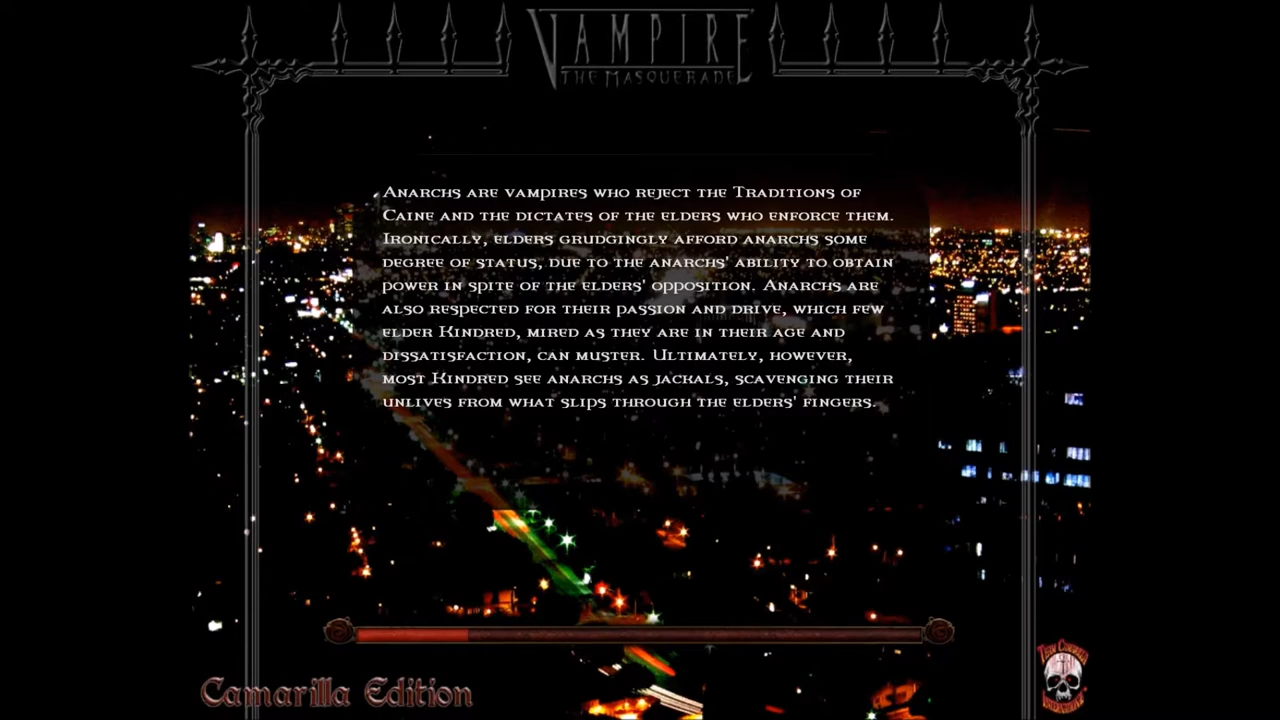 VAMPIRE
THE MASQUERADE
Anarchs are vampires who reject the Traditions of
Caine and the dictates of the elders who enforce them.
Ironically, elders grudgingly afford anarchs some
degree of status, due to the anarchs' ability to obtain
power in spite of the elders' opposition. Anarchs are
also respected for their passion and drive, which few
elder Kindred, mired as they are in their age and
dissatisfaction, can muster. Ultimately, however,
most Kindred see anarchs as jackals, scavenging their
unlives from what slips through the elders' fingers.
Camarilla Edition
Team Camarilla